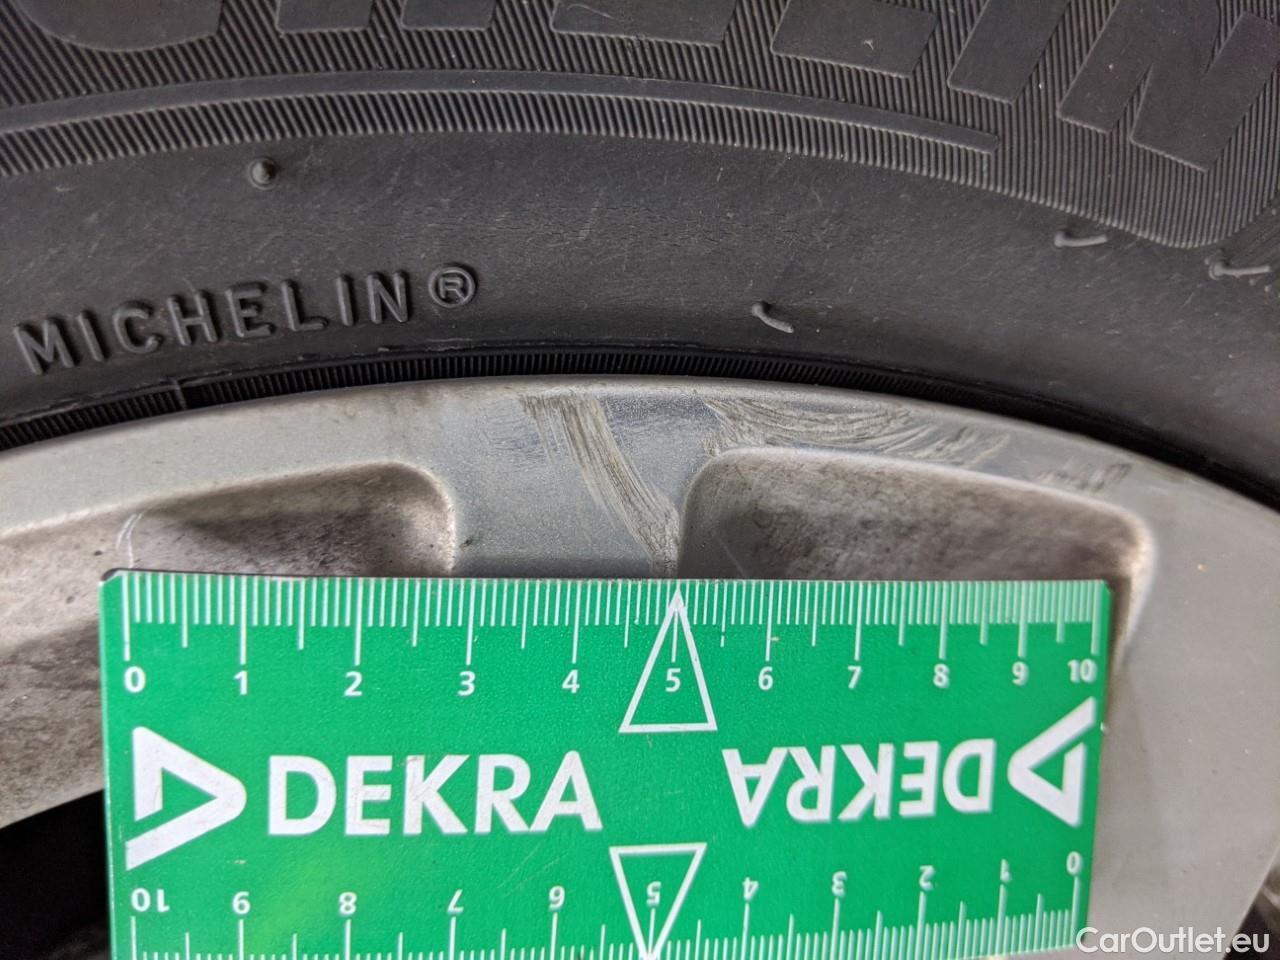 MICHELIN
MICHELIN®
0 1 2 3 4 5 6 7 8 9 10
DEKRA DEKRA
10 9 8 7 6 5 4 3 2 1 0
CarOutlet.eu